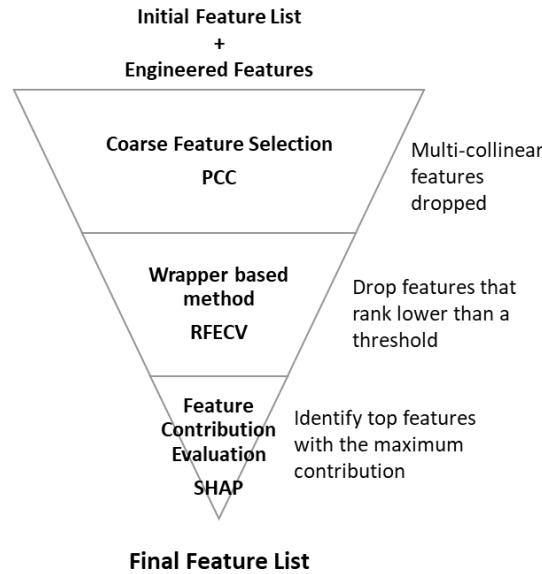 Initial Feature List
+
Engineered Features
Coarse Feature Selection
PCC
Multi-collinear
features
dropped
Wrapper based
method
RFECV
Drop features that
rank lower than a
threshold
Feature
Contribution
Evaluation
SHAP
Identify top features
with the maximum
contribution
Final Feature List